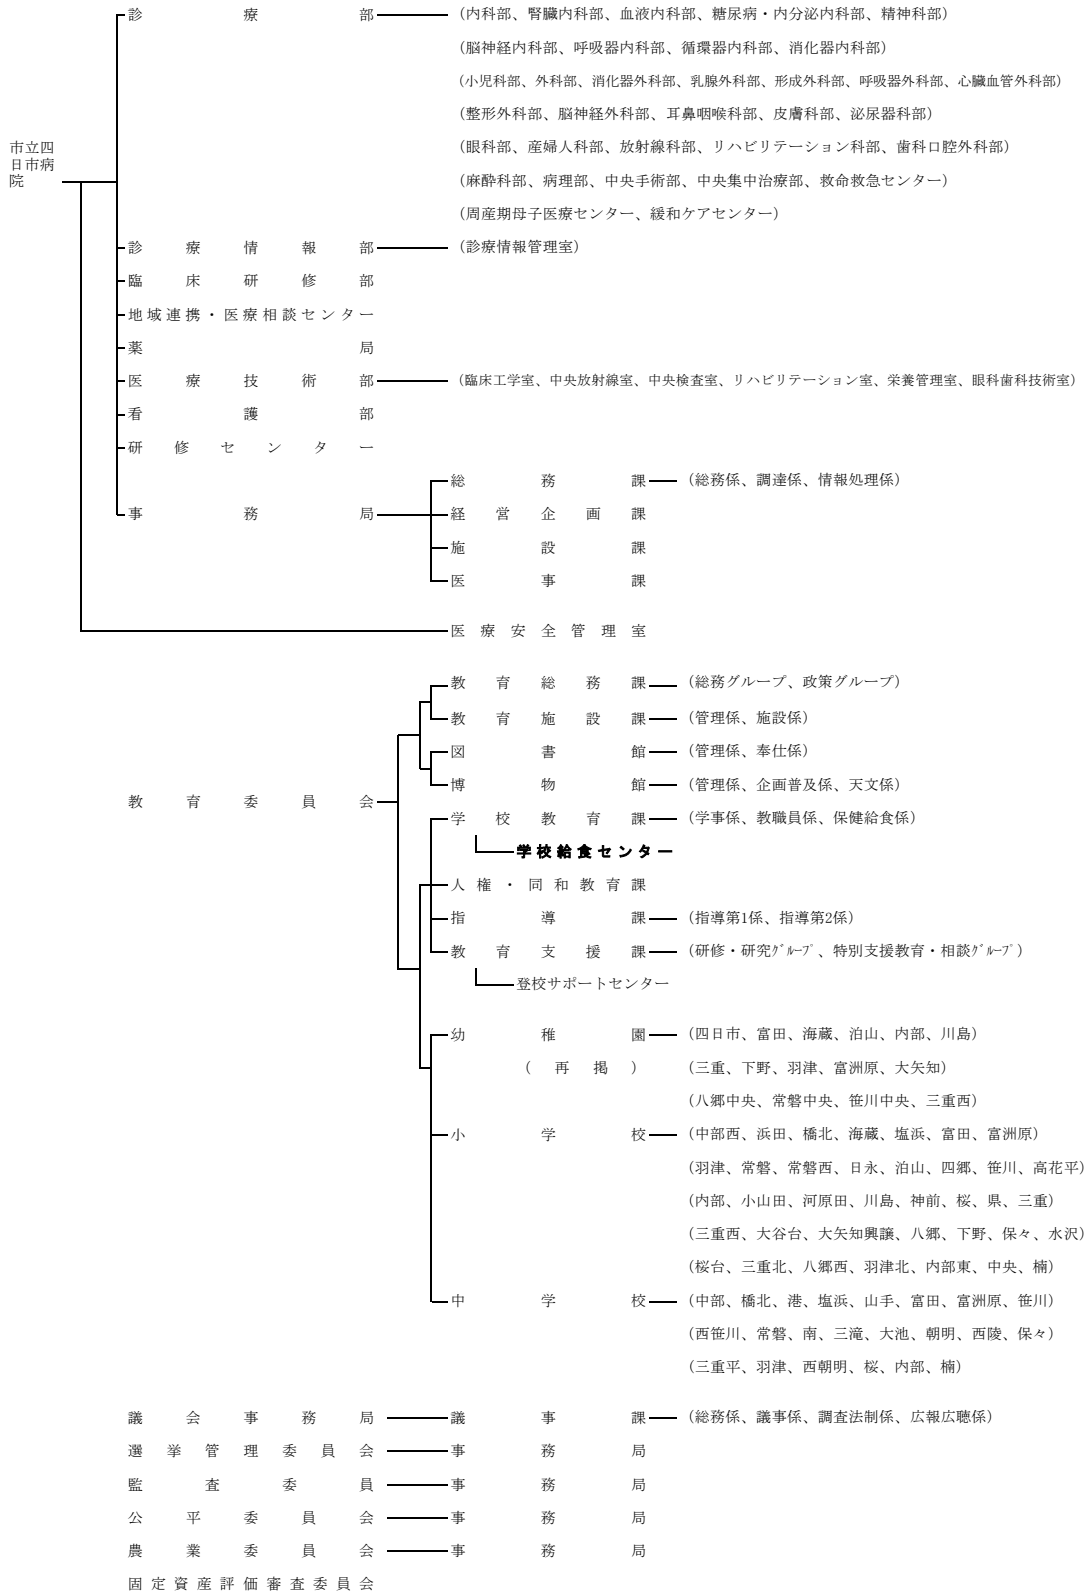 診療部 (内科部、腎臓内科部、血液内科部、糖尿病・内分泌内科部、精神科部)
(脳神経内科部、呼吸器内科部、循環器内科部、消化器内科部)
(小児科部、外科部、消化器外科部、乳腺外科部、形成外科部、呼吸器外科部、心臓血管外科部)
(整形外科部、脳神経外科部、耳鼻咽喉科部、皮膚科部、泌尿器科部)
市立四
日市病
院
(眼科部、産婦人科部、放射線科部、リハビリテーション科部、歯科口腔外科部)
(麻酔科部、病理部、中央手術部、中央集中治療部、救命救急センター)
(周産期母子医療センター、緩和ケアセンター)
診療情報部 (診療情報管理室)
臨床研修部
地域連携・医療相談センター
薬局
医療技術部 (臨床工学室、中央放射線室、中央検査室、リハビリテーション室、栄養管理室、眼科歯科技術室)
看護部
研修センター
総務課 (総務係、調達係、情報処理係)
事務局 経営企画課
施設課
医事課
医療安全管理室
教育総務課 (総務グループ、政策グループ)
教育施設課 (管理係、施設係)
図書館 (管理係、奉仕係)
博物館 (管理係、企画普及係、天文係)
教育委員会
学校教育課 (学事係、教職員係、保健給食係)
学校給食センター
人権・同和教育課
指導課 (指導第1係、指導第2係)
教育支援課 (研修・研究ｸﾞﾙｰﾌﾟ、特別支援教育・相談ｸﾞﾙｰﾌﾟ)
登校サポートセンター
幼稚園 (四日市、富田、海蔵、泊山、内部、川島)
(再掲) (三重、下野、羽津、富洲原、大矢知)
(八郷中央、常磐中央、笹川中央、三重西)
小学校 (中部西、浜田、橋北、海蔵、塩浜、富田、富洲原)
(羽津、常磐、常磐西、日永、泊山、四郷、笹川、高花平)
(内部、小山田、河原田、川島、神前、桜、県、三重)
(三重西、大谷台、大矢知興譲、八郷、下野、保々、水沢)
(桜台、三重北、八郷西、羽津北、内部東、中央、楠)
中学校 (中部、橋北、港、塩浜、山手、富田、富洲原、笹川)
(西笹川、常磐、南、三滝、大池、朝明、西陵、保々)
(三重平、羽津、西朝明、桜、内部、楠)
議会事務局 議事課 (総務係、議事係、調査法制係、広報広聴係)
選挙管理委員会 事務局
監査委員 事務局
公平委員会 事務局
農業委員会 事務局
固定資産評価審査委員会